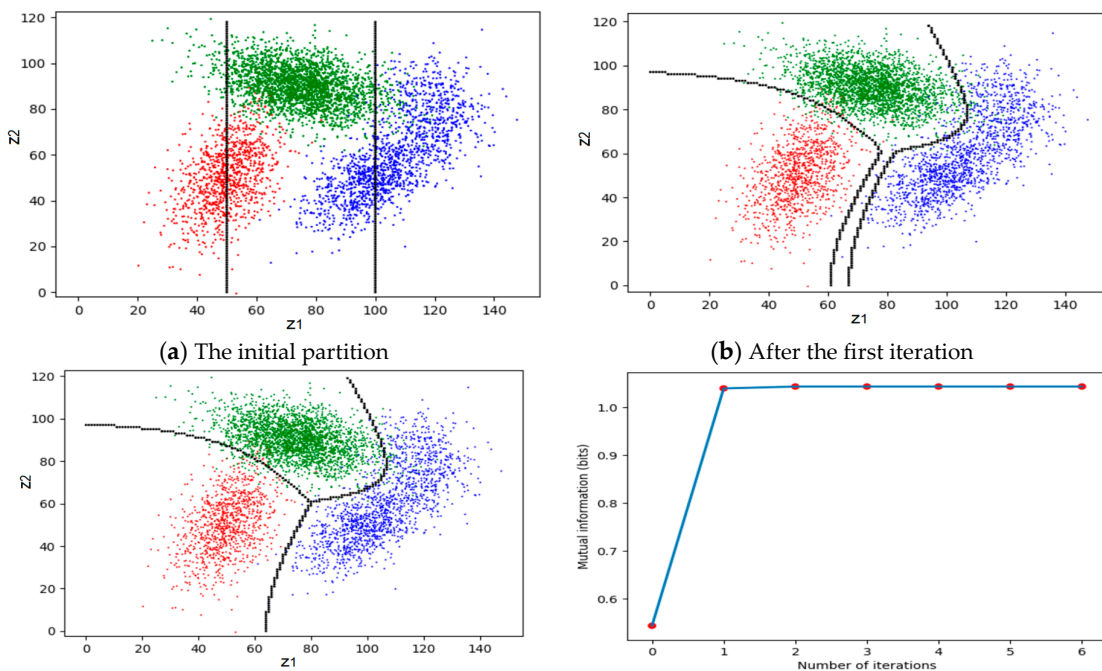 120
100
80
60
40
20
0
z2
0 20 40 60 80 100 120 140
z1
(a) The initial partition
120
100
80
60
40
20
0
z2
0 20 40 60 80 100 120 140
z1
(b) After the first iteration
120
100
80
60
40
20
0
z2
0 20 40 60 80 100 120 140
z1
1.0
0.9
0.8
0.7
0.6
Mutual information (bits)
0 1 2 3 4 5 6
Number of iterations